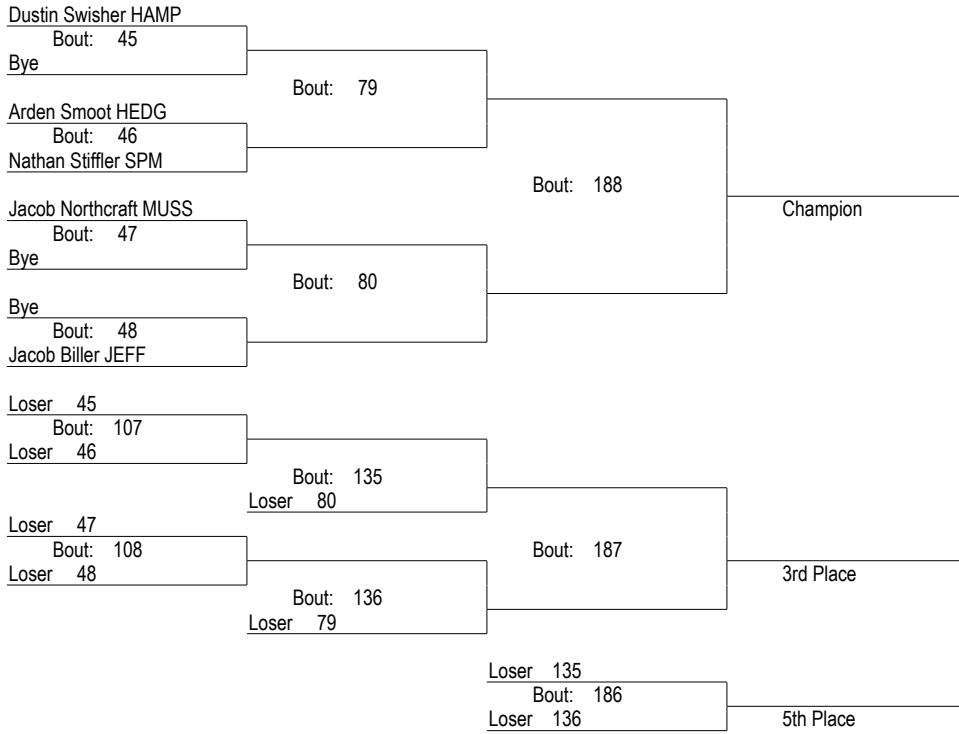 Dustin Swisher HAMP
Bout: 45
Bye
Bout: 79
Arden Smoot HEDG
Bout: 46
Nathan Stiffler SPM
Bout: 188
Jacob Northcraft MUSS
Champion
Bout: 47
Bye
Bout: 80
Bye
Bout: 48
Jacob Biller JEFF
Loser 45
Bout: 107
Loser 46
Bout: 135
Loser 80
Loser 47
Bout: 108
Bout: 187
Loser 48
3rd Place
Bout: 136
Loser 79
Loser 135
Bout: 186
Loser 136
5th Place